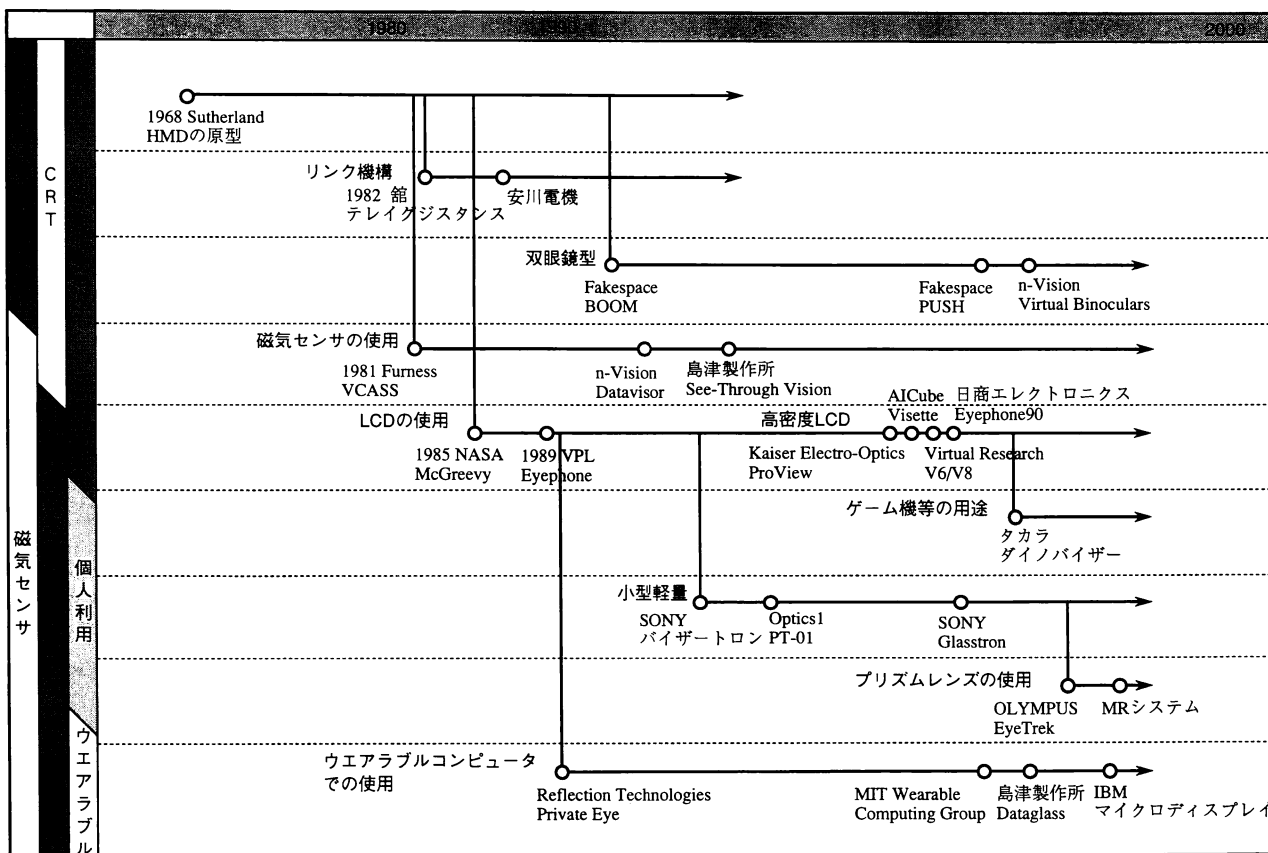 1980
1990
2000
CRT
磁気センサ
個人利用
ウエアラブル
1968 Sutherland
HMDの原型
リンク機構
1982 舘
テレイグジスタンス
安川電機
双眼鏡型
Fakespace
BOOM
Fakespace
PUSH
n-Vision
Virtual Binoculars
磁気センサの使用
1981 Furness
VCASS
n-Vision
Datavisor
島津製作所
See-Through Vision
LCDの使用
1985 NASA
McGreevy
1989 VPL
Eyephone
高密度LCD
Kaiser Electro-Optics
ProView
AICube
Visette
Virtual Research
V6/V8
日商エレクトロニクス
Eyephone90
ゲーム機等の用途
タカラ
ダイノバイザー
小型軽量
SONY
バイザートロン
Optics1
PT-01
SONY
Glasstron
プリズムレンズの使用
OLYMPUS
EyeTrek
MRシステム
ウエアラブルコンピュータ
での使用
Reflection Technologies
Private Eye
MIT Wearable
Computing Group
島津製作所
Dataglass
IBM
マイクロディスプレイ